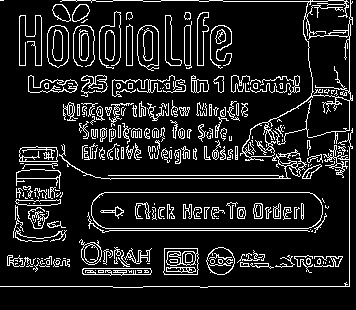 HoodiaLife
Lose 25 pounds in 1 Month!
Discover the New Miracle
Supplement for Safe,
Effective Weight Loss!
Click Here To Order!
Featured on: OPRAH 60 abc TODAY